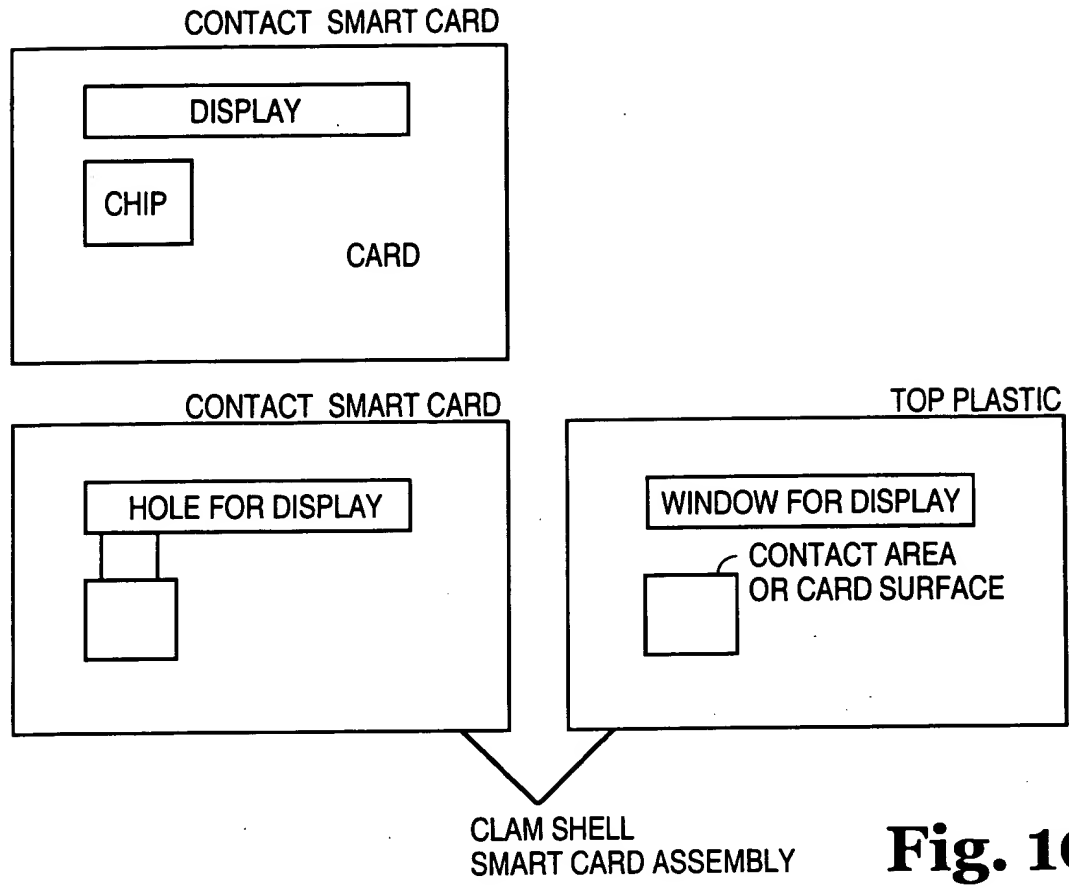 CONTACT SMART CARD
DISPLAY
CHIP
CARD
CONTACT SMART CARD
HOLE FOR DISPLAY
TOP PLASTIC
WINDOW FOR DISPLAY
CONTACT AREA
OR CARD SURFACE
CLAM SHELL
SMART CARD ASSEMBLY
Fig.